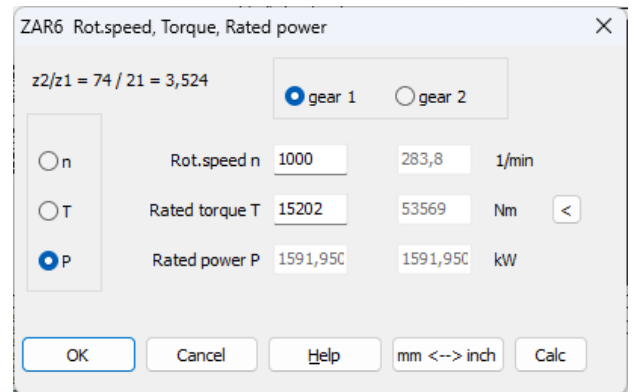 ZAR6 Rot.speed, Torque, Rated power
z2/z1 = 74 / 21 = 3,524
gear 1 gear 2
n Rot.speed n 1000 283,8 1/min
T Rated torque T 15202 53569 Nm <
P Rated power P 1591,950 1591,950 kW
OK Cancel Help mm <--> inch Calc